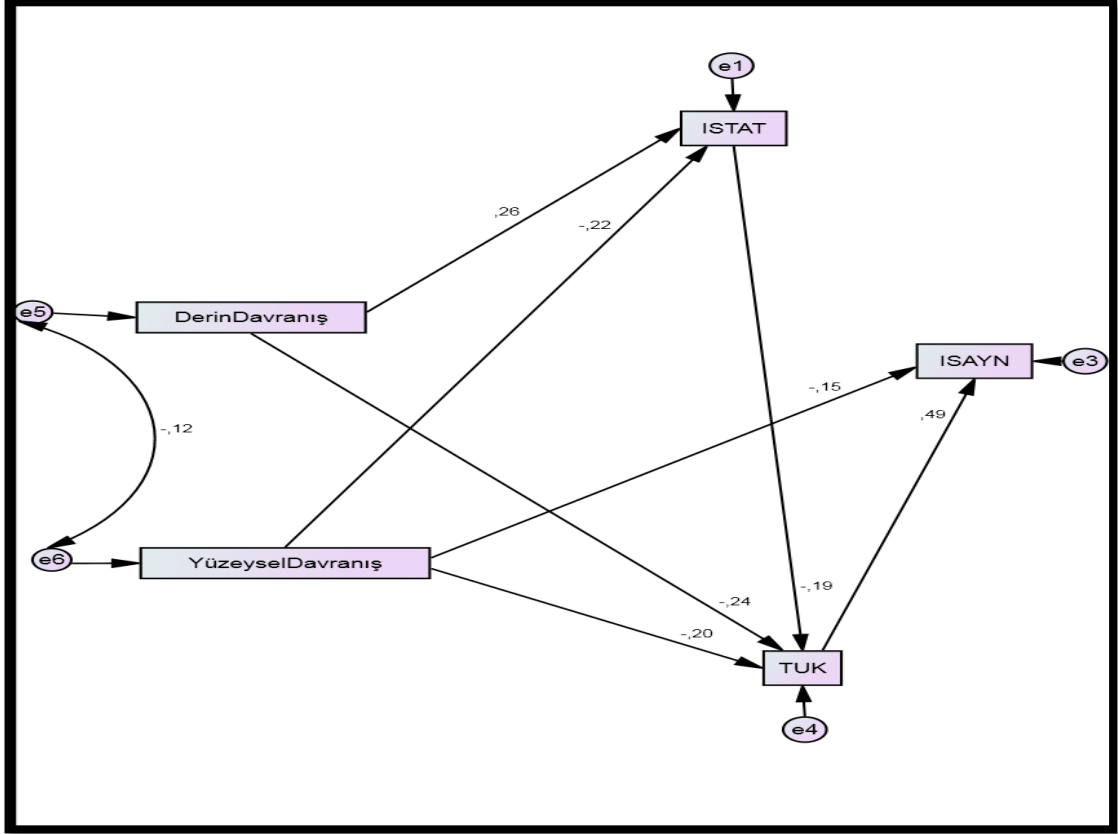 e1
ISTAT
,26
-,22
e5
DerinDavranış
ISAYN
e3
-,15
,49
-,12
e6
YüzeyselDavranış
-,19
-,24
-,20
TUK
e4